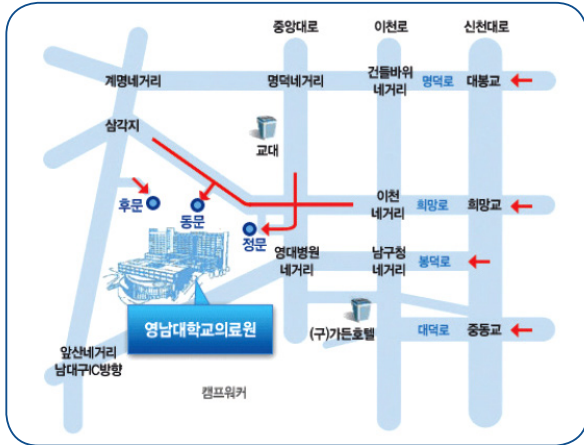 중앙대로
이천로
신천대로
계명네거리
명덕네거리
건들바위
네거리
명덕로
대봉교
삼각지
교대
후문
동문
정문
이천
네거리
희망로
희망교
영대병원
네거리
남구청
네거리
봉덕로
영남대학교의료원
(구)가든호텔
대덕로
중동교
앞산네거리
남대구IC방향
캠프워커